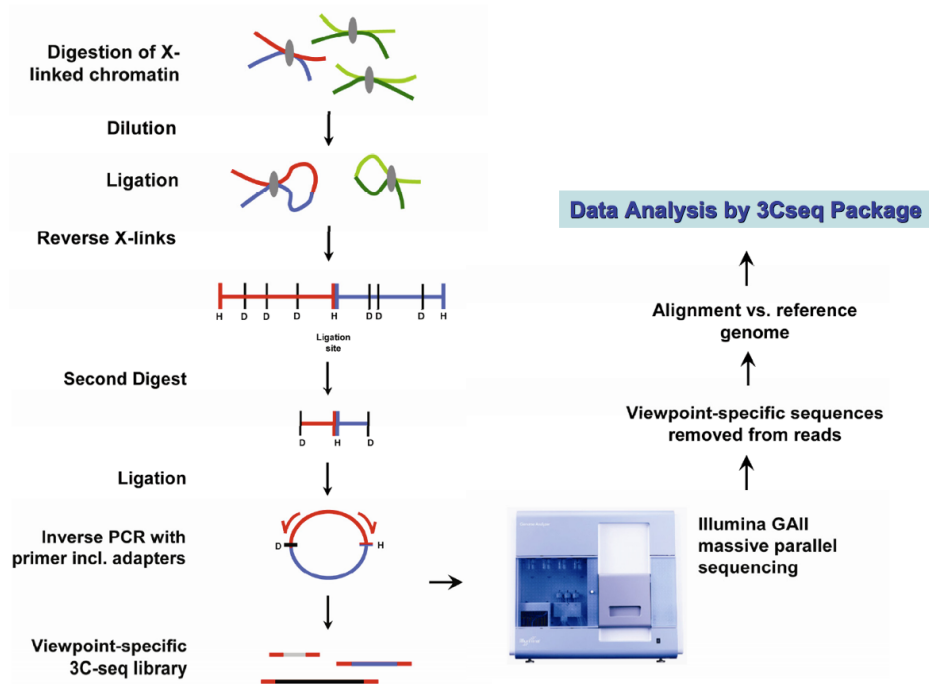 Digestion of X-
linked chromatin
Dilution
Ligation
Reverse X-links
H D D D H D D D H
Ligation
site
Second Digest
D H D
Ligation
Inverse PCR with
primer incl. adapters
D H
Viewpoint-specific
3C-seq library
Data Analysis by 3Cseq Package
Alignment vs. reference
genome
Viewpoint-specific sequences
removed from reads
Illumina GAII
massive parallel
sequencing